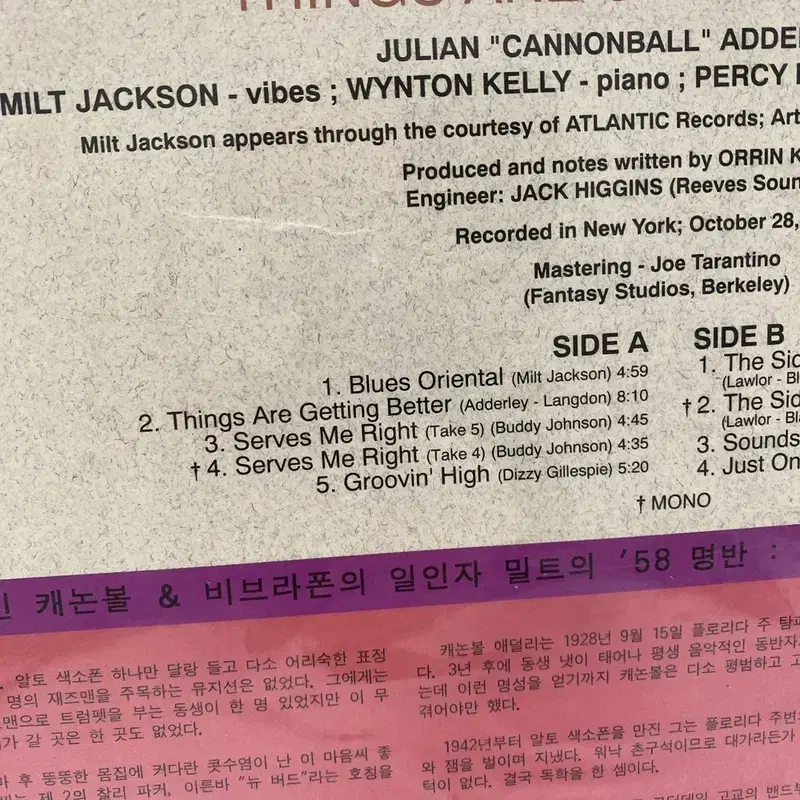 JULIAN "CANNONBALL"
MILT JACKSON - vibes ; WYNTON KELLY - piano ; PERCY
Milt Jackson appears through the courtesy of ATLANTIC Records;
Produced and notes written by ORRIN
Engineer: JACK HIGGINS (Reeves
Recorded in New York; October 28,
Mastering - Joe Tarantino
(Fantasy Studios, Berkeley)
SIDE A
1. Blues Oriental (Milt Jackson) 4:59
2. Things Are Getting Better (Adderley - Langdon) 8:10
3. Serves Me Right (Take 5) (Buddy Johnson) 4:45
† 4. Serves Me Right (Take 4) (Buddy Johnson) 4:35
5. Groovin' High (Dizzy Gillespie) 5:20
SIDE B
1. The
(Lawlor -
† 2. The
(Lawlor -
3. Sounds
4. Just
† MONO
캐논볼 & 비브라폰의 일인자 밀트의 '58 명반 :
알토 색소폰 하나만 달랑 들고 다소 어리숙한 표정
명의 재즈맨을 주목하는 뮤지션은 없었다. 그에게는
트럼펫을 부는 동생이 한 명 있었지만 이 무
갈 곳은 한 곳도 없었다.
후 뚱뚱한 몸집에 커다란 콧수염이 난 이 마음씨 좋
제 2의 찰리 파커, 이른바 "뉴 버드"라는 호칭을
캐논볼 애덜리는 1928년 9월 15일 플로리다 주
다. 3년 후에 동생 냇이 태어나 평생 음악적인 동반자
는데 이런 명성을 얻기까지 캐논볼은 다소 평범하고
겪어야만 했다.
1942년부터 알토 색소폰을 만진 그는 플로리다 주변
와 잼을 벌이며 지냈다. 워낙 촌구석이므로 대가라든가
턱이 없다. 결국 독학을 한 셈이다.
고교의 밴드부